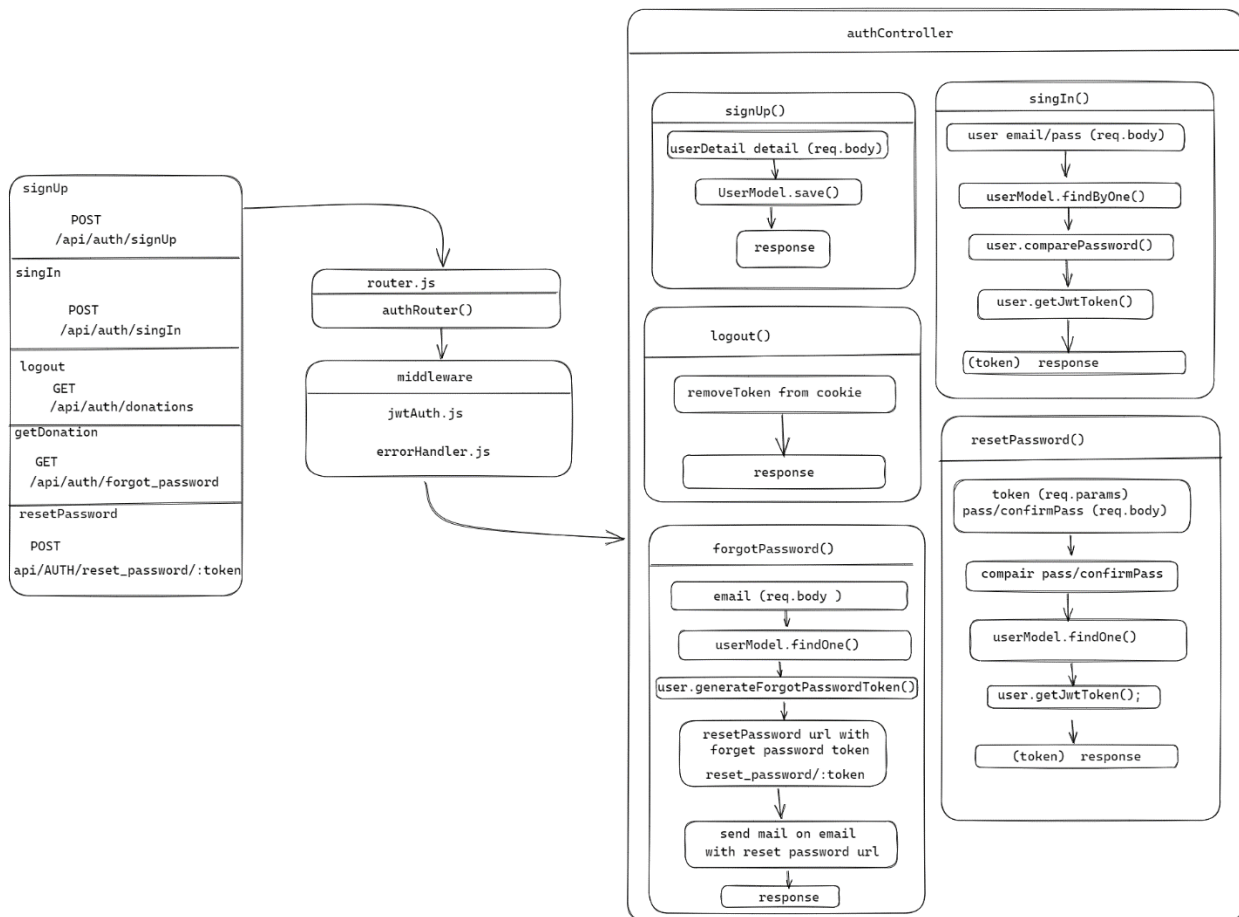 signUp
POST
/api/auth/signUp
singIn
POST
/api/auth/singIn
logout
GET
/api/auth/donations
getDonation
GET
/api/auth/forgot_password
resetPassword
POST
api/AUTH/reset_password/:token
router.js
authRouter()
middleware
jwtAuth.js
errorHandler.js
authController
signUp()
userDetail detail (req.body)
UserModel.save()
response
singIn()
user email/pass (req.body)
userModel.findByOne()
user.comparePassword()
user.getJwtToken()
(token) response
logout()
removeToken from cookie
response
forgotPassword()
email (req.body )
userModel.findOne()
user.generateForgotPasswordToken()
resetPassword url with
forget password token
reset_password/:token
send mail on email
with reset password url
response
resetPassword()
token (req.params)
pass/confirmPass (req.body)
compair pass/confirmPass
userModel.findOne()
user.getJwtToken();
(token) response